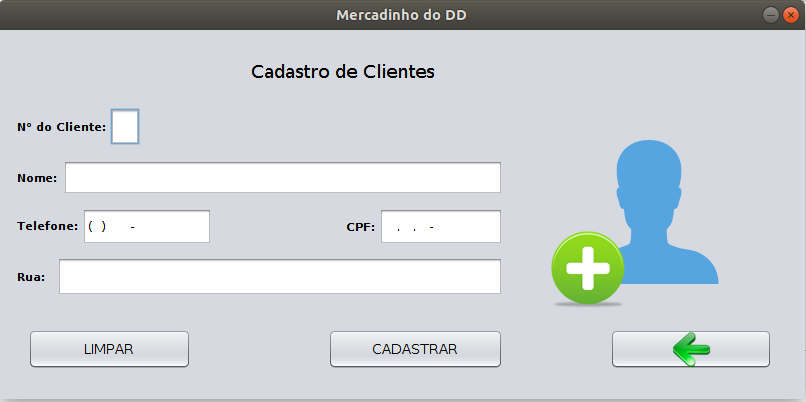 Mercadinho do DD
Cadastro de Clientes
N° do Cliente:
Nome:
Telefone: ( ) -
CPF: . . -
Rua:
LIMPAR
CADASTRAR